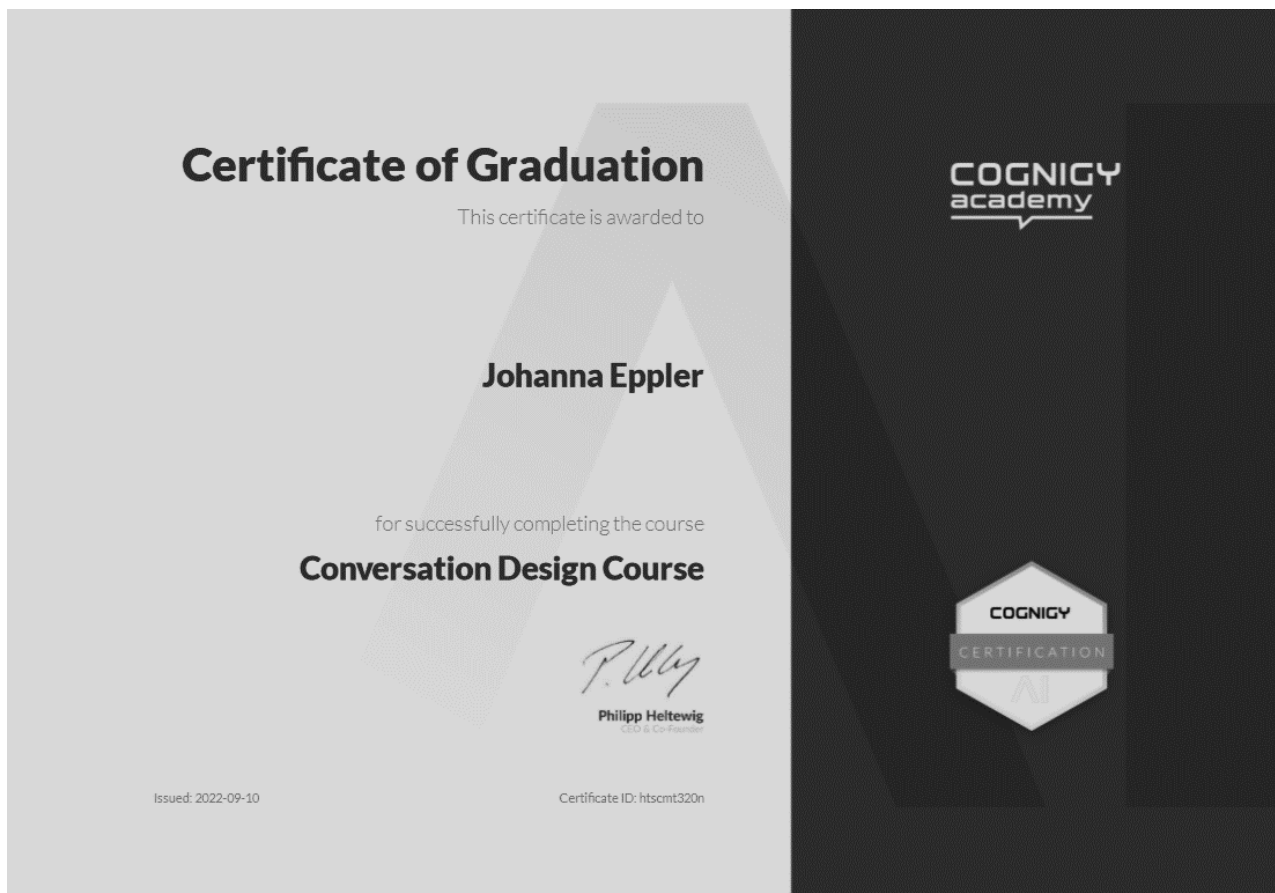 Certificate of Graduation
This certificate is awarded to
Johanna Eppler
for successfully completing the course
Conversation Design Course
Philipp Heltewig
CEO & Co-Founder
Issued: 2022-09-10
Certificate ID: htscmt320n
COGNIGY
academy
COGNIGY
CERTIFICATION
AI